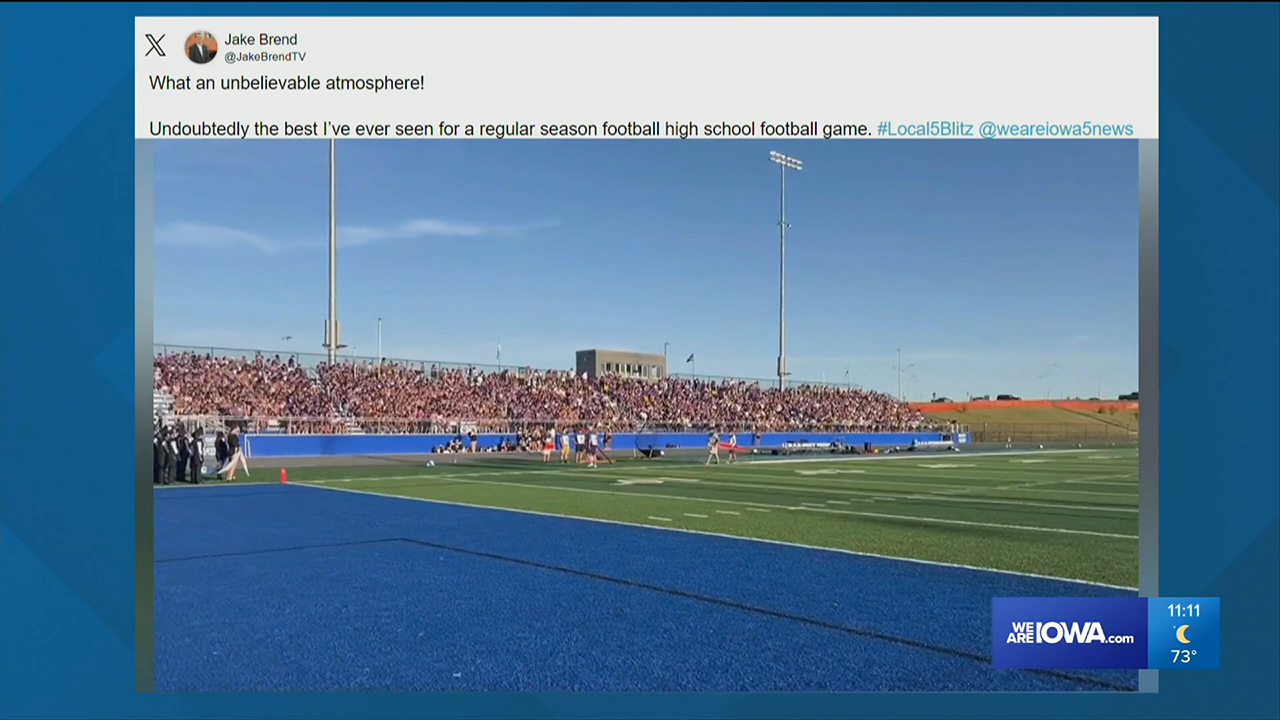 Jake Brend
@JakeBrendTV
What an unbelievable atmosphere!
Undoubtedly the best I've ever seen for a regular season football high school football game. #Local5Blitz @weareiowa5news
WE ARE IOWA.com
11:11
73°